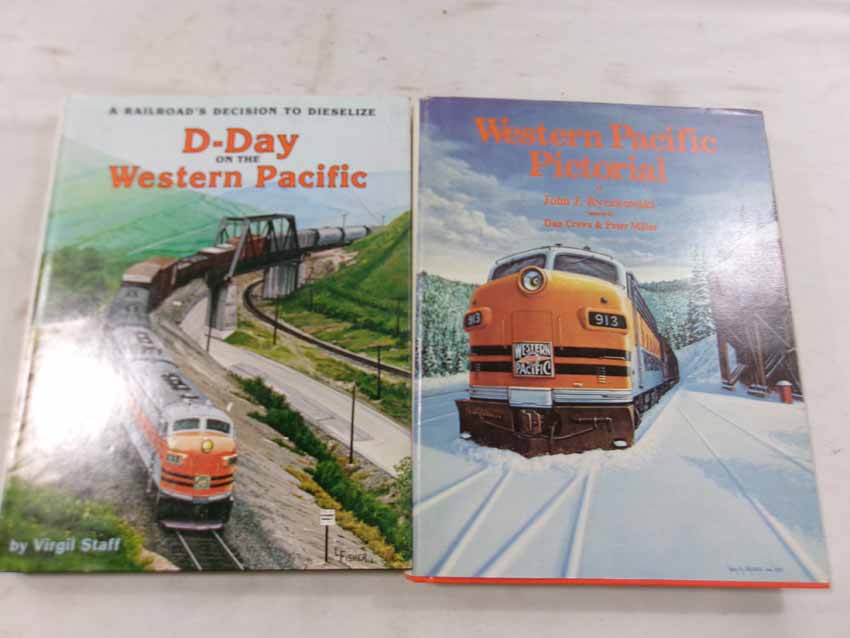 A RAILROAD'S DECISION TO DIESELIZE
D-Day
ON THE
Western Pacific
by Virgil Staff
L. FISHER
Western Pacific
Pictorial
John J. Ryczkowski
Dan Crews & Peter Miller
913
913
WESTERN
PACIFIC